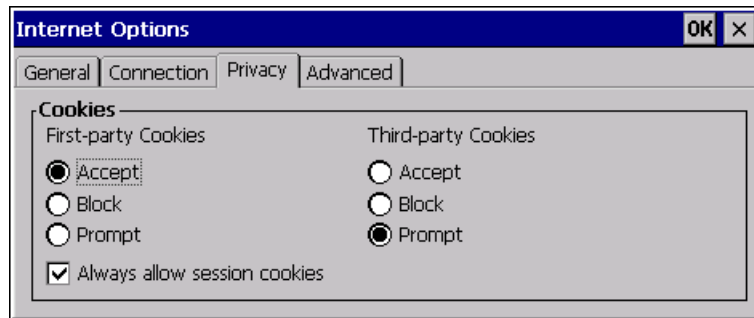 Internet Options OK ×
General Connection Privacy Advanced
Cookies
First-party Cookies Third-party Cookies
Accept Accept
Block Block
Prompt Prompt
Always allow session cookies